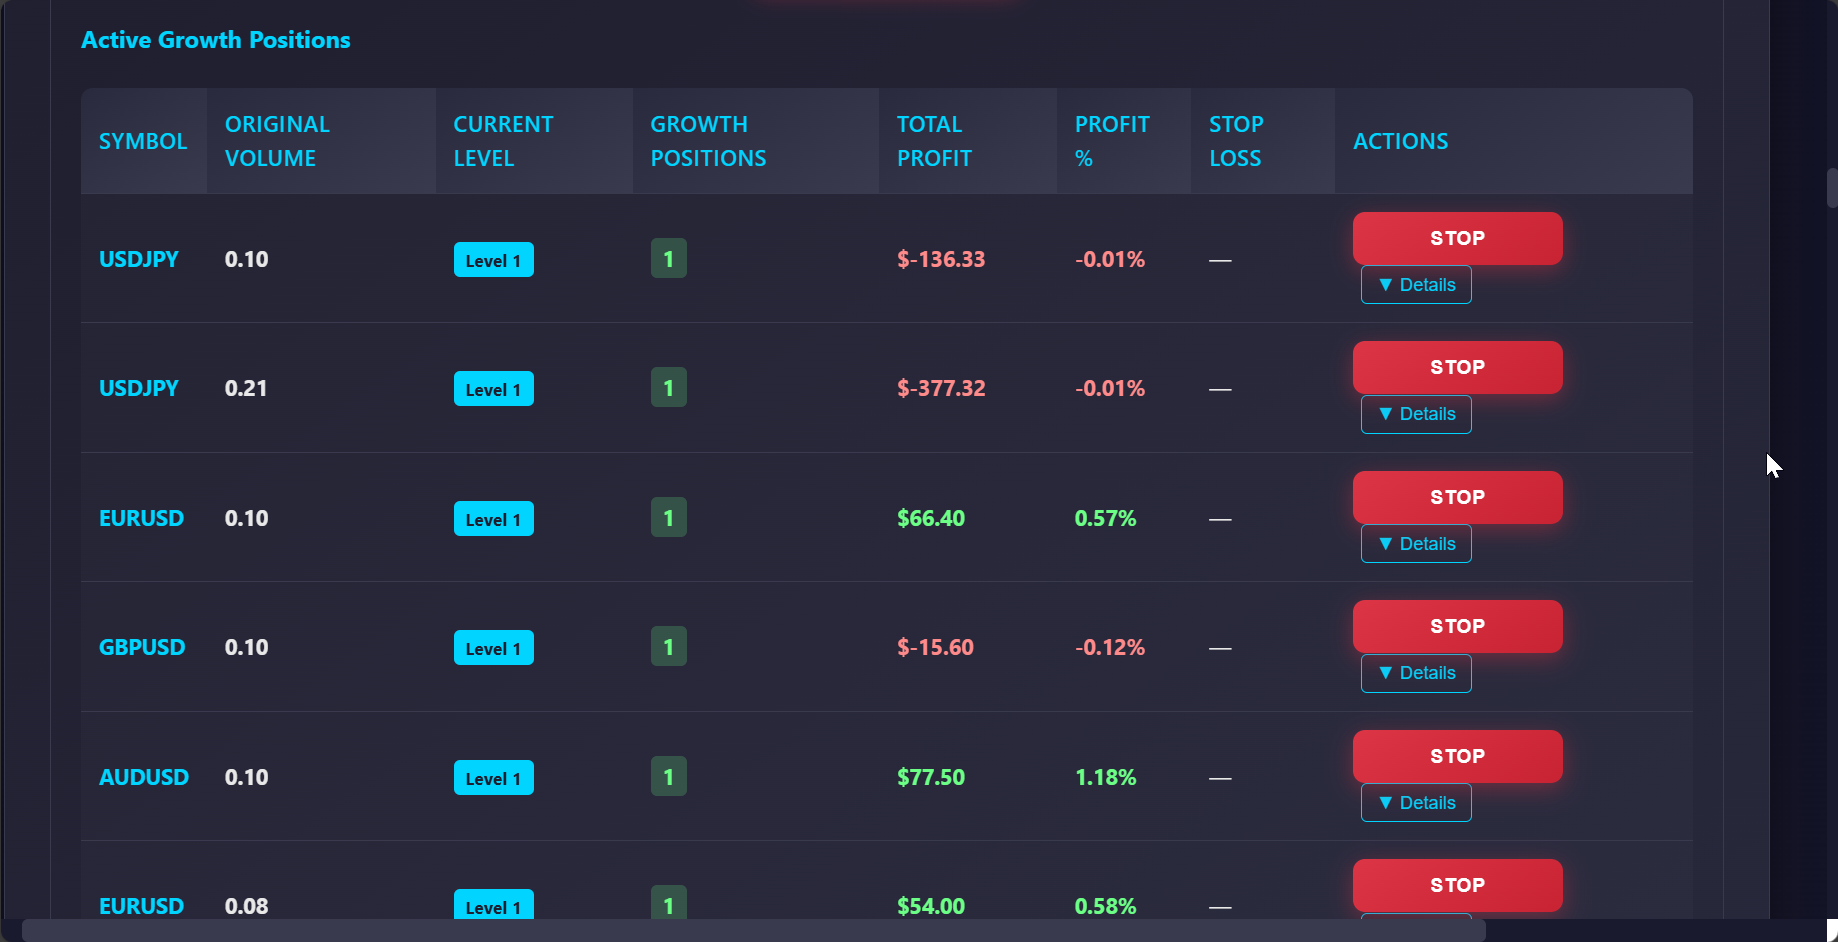 Active Growth Positions
SYMBOL
ORIGINAL
VOLUME
CURRENT
LEVEL
GROWTH
POSITIONS
TOTAL
PROFIT
PROFIT
%
STOP
LOSS
ACTIONS
USDJPY 0.10 Level 1 1 $-136.33 -0.01% — STOP
▼ Details
USDJPY 0.21 Level 1 1 $-377.32 -0.01% — STOP
▼ Details
EURUSD 0.10 Level 1 1 $66.40 0.57% — STOP
▼ Details
GBPUSD 0.10 Level 1 1 $-15.60 -0.12% — STOP
▼ Details
AUDUSD 0.10 Level 1 1 $77.50 1.18% — STOP
▼ Details
EURUSD 0.08 Level 1 1 $54.00 0.58% — STOP